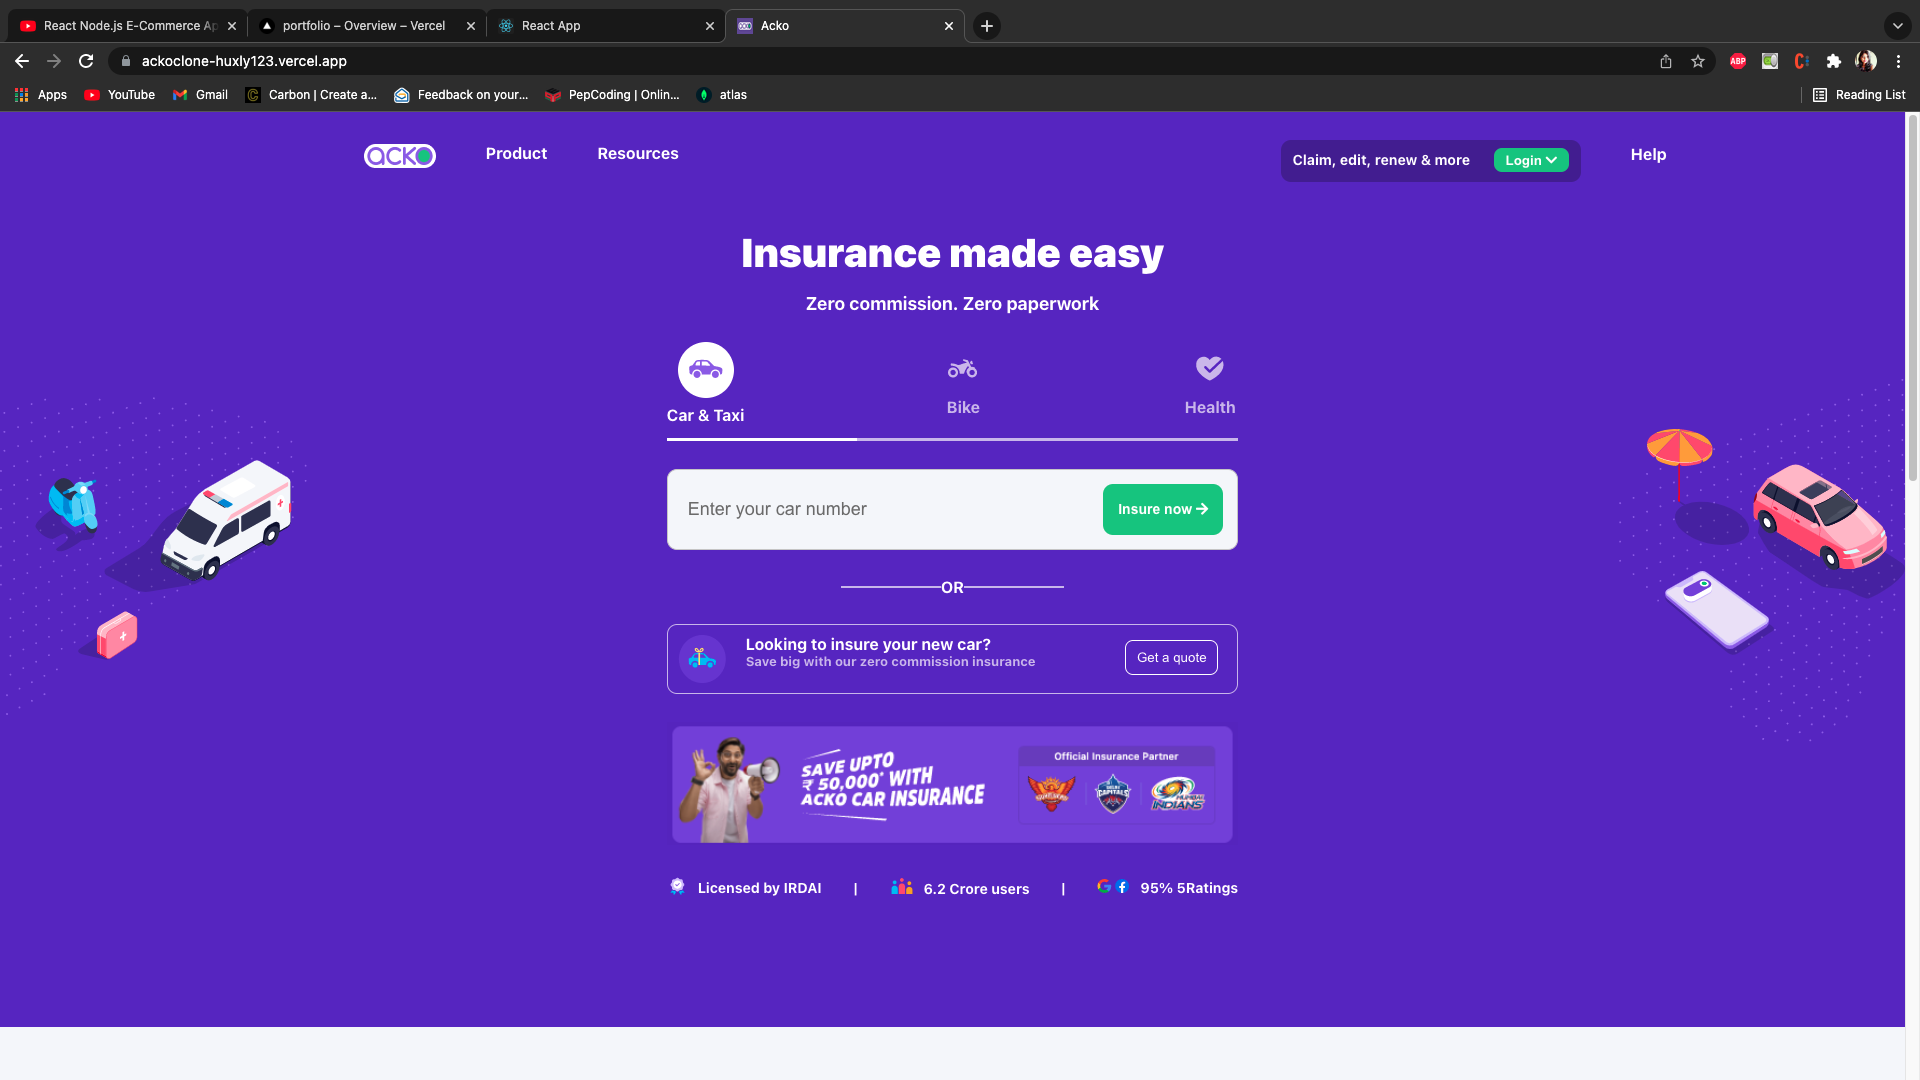 React Node.js E-Commerce Ap
portfolio – Overview – Vercel
React App
Acko
ackoclone-huxly123.vercel.app
ABP
Apps
YouTube
Gmail
Carbon | Create a...
Feedback on your...
PepCoding | Onlin...
atlas
Reading List
acko
Product
Resources
Claim, edit, renew & more
Login
Help
Insurance made easy
Zero commission. Zero paperwork
Car & Taxi
Bike
Health
Enter your car number
Insure now
OR
Looking to insure your new car?
Save big with our zero commission insurance
Get a quote
SAVE UPTO
₹ 50,000* WITH
ACKO CAR INSURANCE
Official Insurance Partner
CAPITALS
MUMBAI
INDIANS
Licensed by IRDAI
|
6.2 Crore users
|
95% 5Ratings